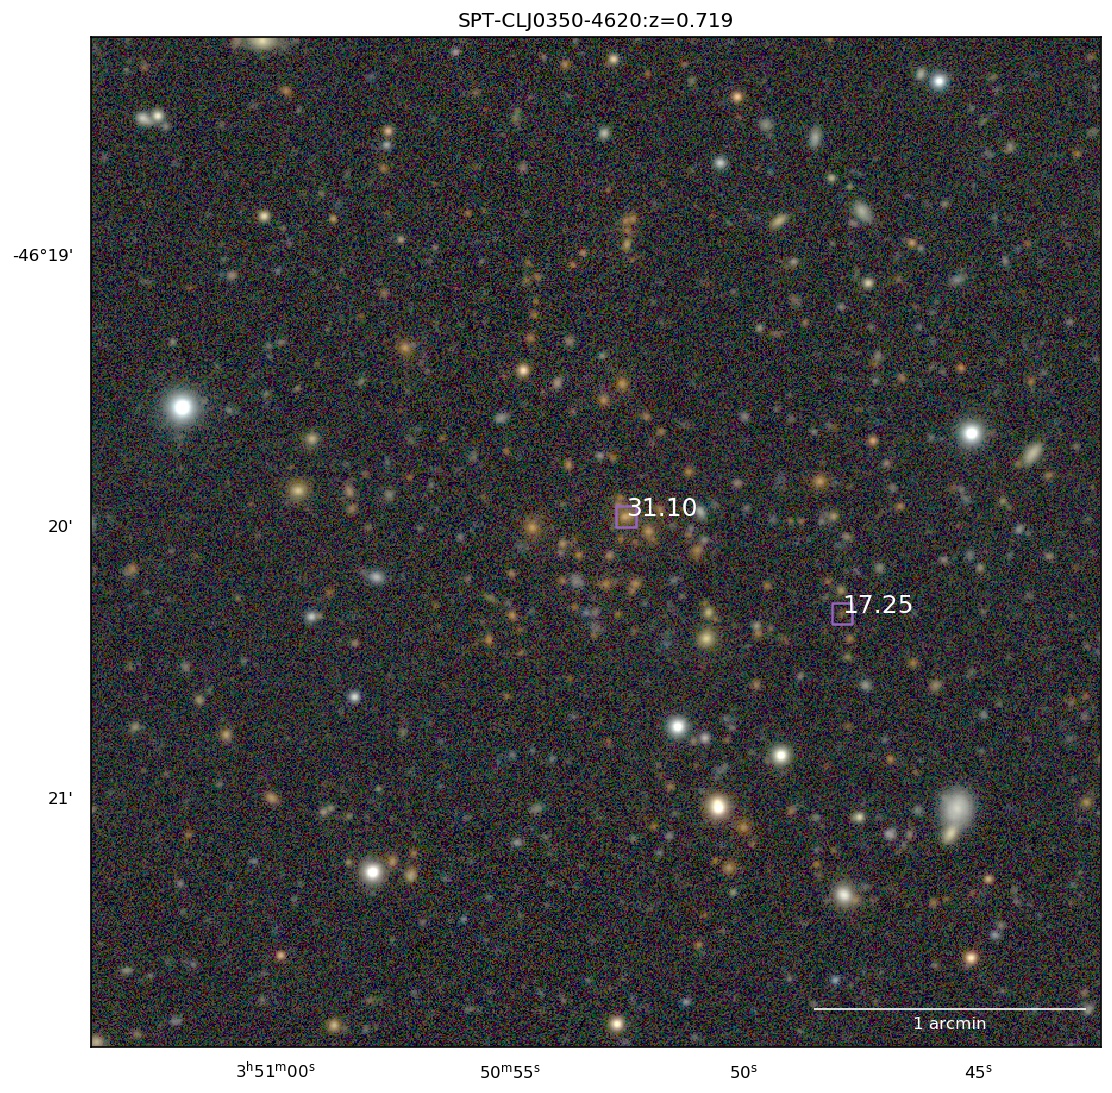 SPT-CLJ0350-4620:z=0.719
-46°19'
31.10
20'
17.25
21'
1 arcmin
3ʰ51ᵐ00ˢ 50ᵐ55ˢ 50ˢ 45ˢ